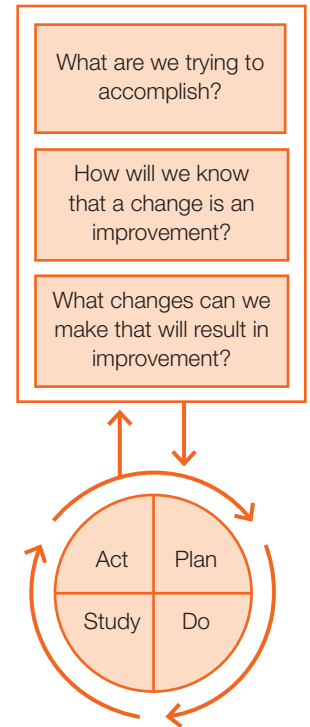 What are we trying to
accomplish?
How will we know
that a change is an
improvement?
What changes can we
make that will result in
improvement?
Act
Plan
Study
Do